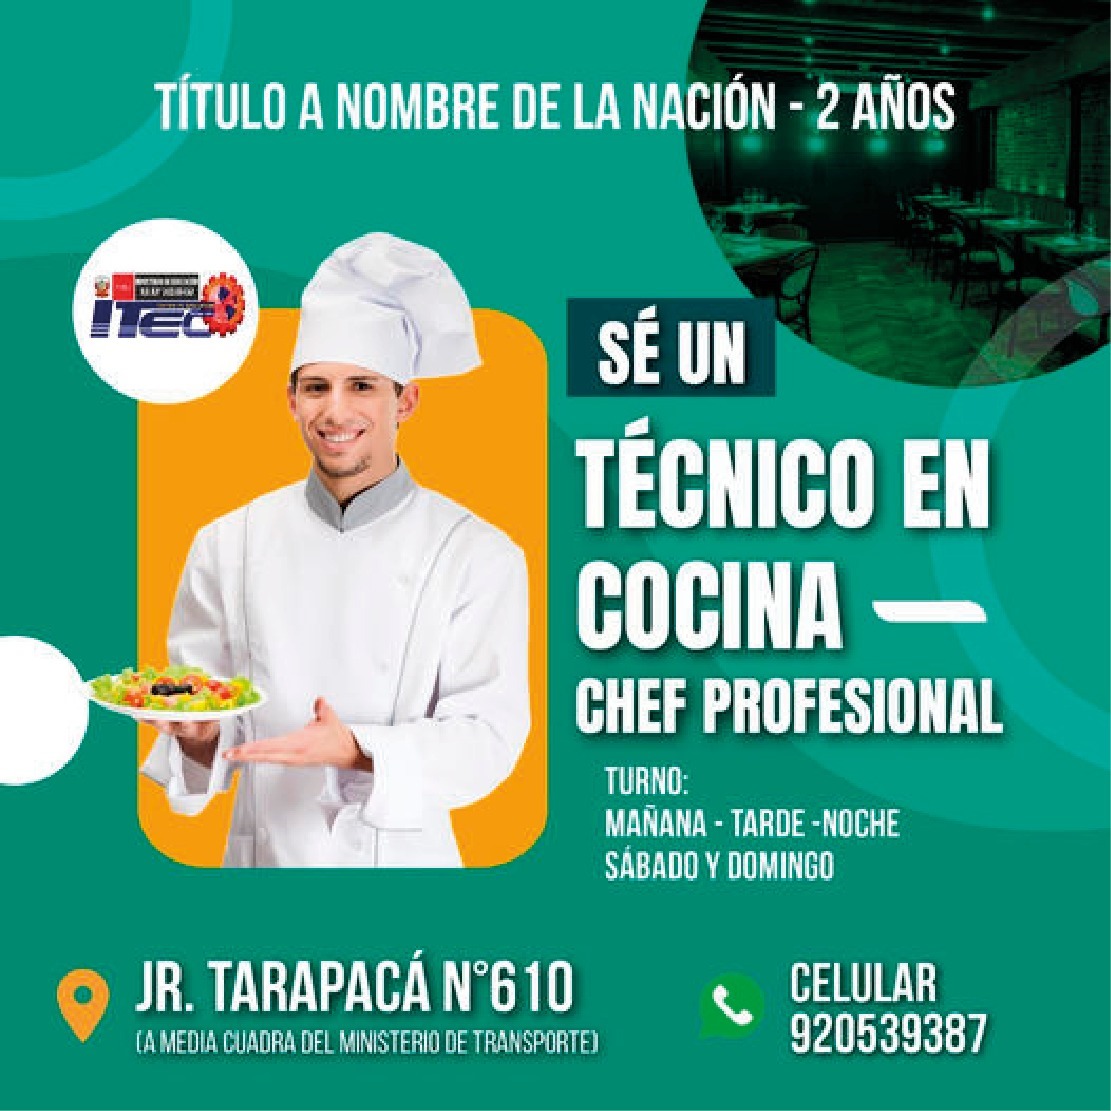 TÍTULO A NOMBRE DE LA NACIÓN - 2 AÑOS
ITEC
SÉ UN
TÉCNICO EN
COCINA
CHEF PROFESIONAL
TURNO:
MAÑANA - TARDE -NOCHE
SÁBADO Y DOMINGO
JR. TARAPACÁ N°610
(A MEDIA CUADRA DEL MINISTERIO DE TRANSPORTE)
CELULAR
920539387